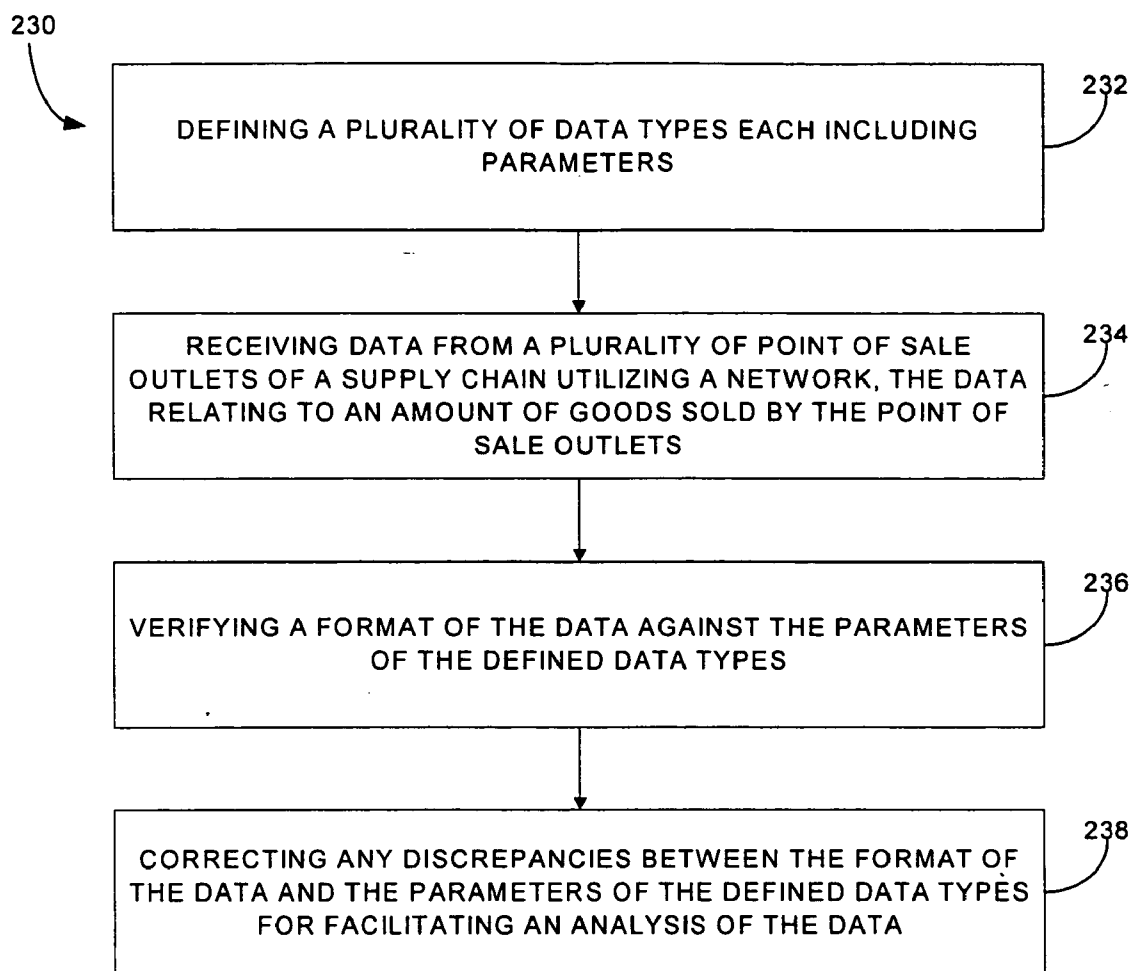 230
232
DEFINING A PLURALITY OF DATA TYPES EACH INCLUDING
PARAMETERS
234
RECEIVING DATA FROM A PLURALITY OF POINT OF SALE
OUTLETS OF A SUPPLY CHAIN UTILIZING A NETWORK, THE DATA
RELATING TO AN AMOUNT OF GOODS SOLD BY THE POINT OF
SALE OUTLETS
236
VERIFYING A FORMAT OF THE DATA AGAINST THE PARAMETERS
OF THE DEFINED DATA TYPES
238
CORRECTING ANY DISCREPANCIES BETWEEN THE FORMAT OF
THE DATA AND THE PARAMETERS OF THE DEFINED DATA TYPES
FOR FACILITATING AN ANALYSIS OF THE DATA